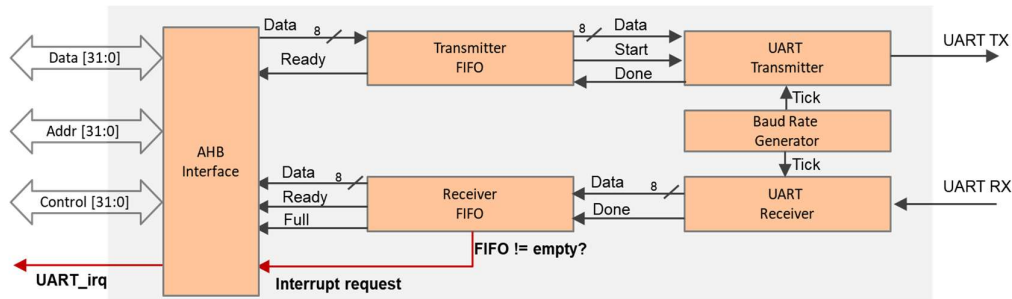 Data [31:0]
Addr [31:0]
Control [31:0]
UART_irq
AHB
Interface
Data
8
Ready
Transmitter
FIFO
8
Data
Start
Done
UART
Transmitter
UART TX
Tick
Baud Rate
Generator
Tick
Data
8
Ready
Full
Receiver
FIFO
Data
8
Done
UART
Receiver
UART RX
FIFO != empty?
Interrupt request